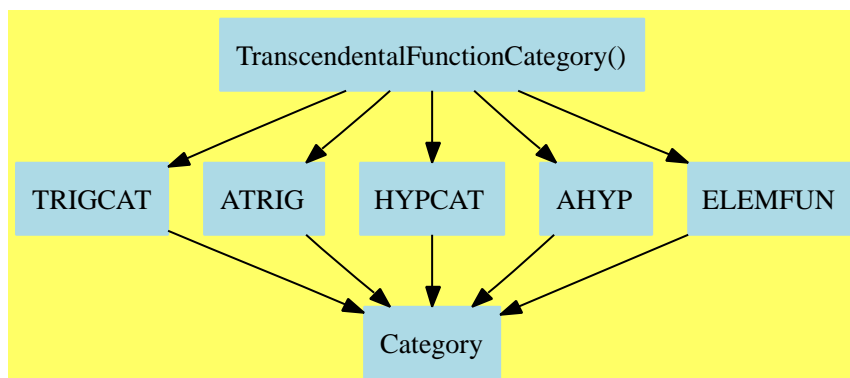 TranscendentalFunctionCategory()
TRIGCAT
ATRIG
HYPCAT
AHYP
ELEMFUN
Category